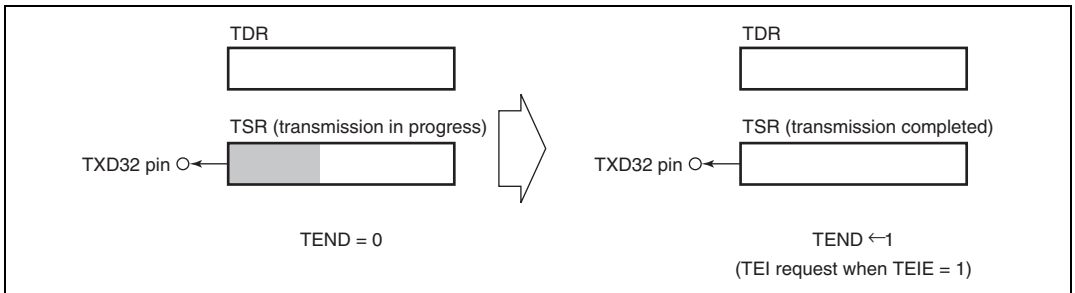 TDR
TSR (transmission in progress)
TXD32 pin
TEND = 0
TDR
TSR (transmission completed)
TXD32 pin
TEND ←1
(TEI request when TEIE = 1)